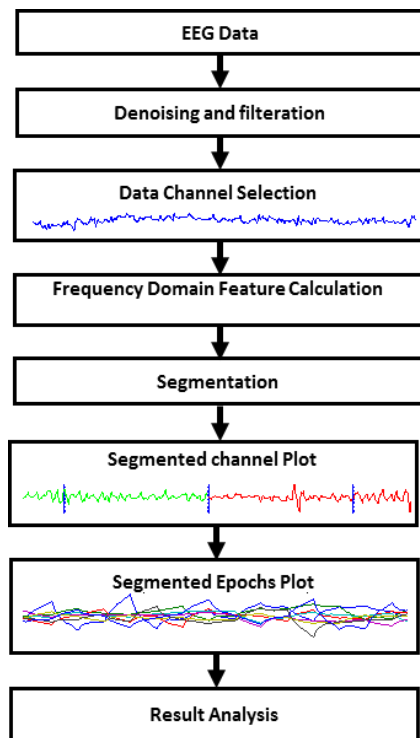 EEG Data
Denoising and filteration
Data Channel Selection
Frequency Domain Feature Calculation
Segmentation
Segmented channel Plot
Segmented Epochs Plot
Result Analysis